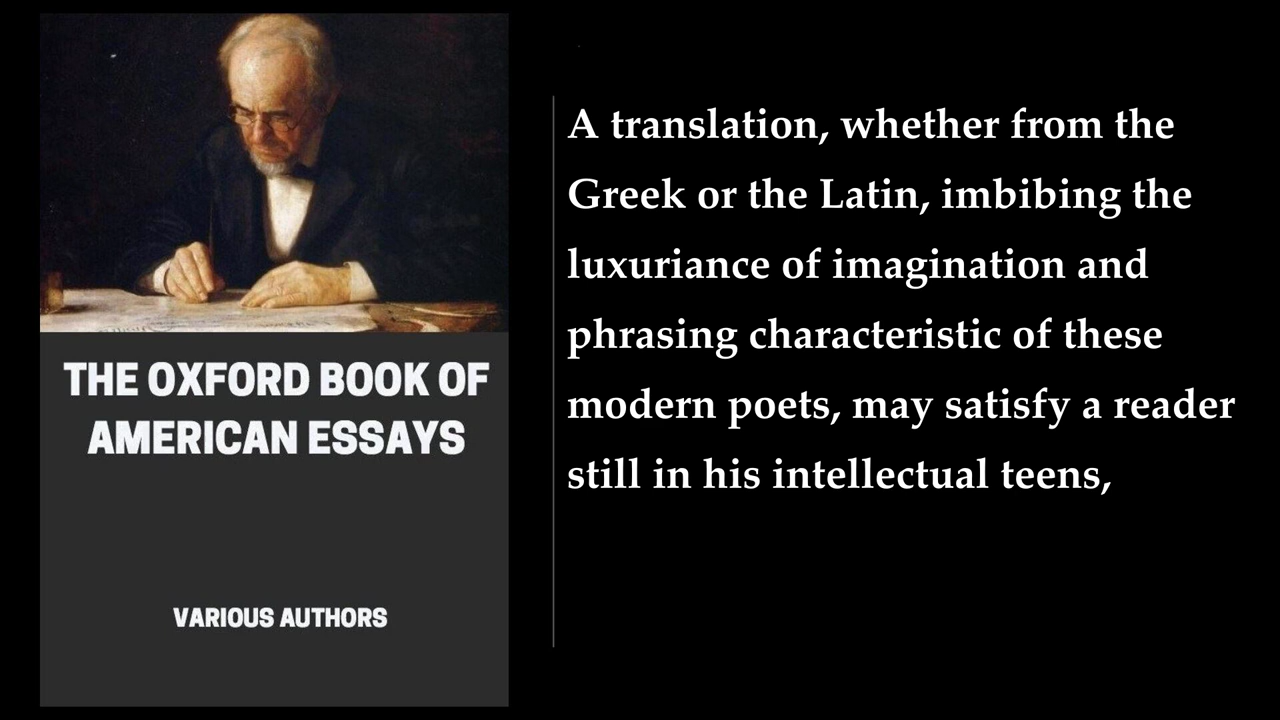 THE OXFORD BOOK OF
AMERICAN ESSAYS
VARIOUS AUTHORS
A translation, whether from the
Greek or the Latin, imbibing the
luxuriance of imagination and
phrasing characteristic of these
modern poets, may satisfy a reader
still in his intellectual teens,